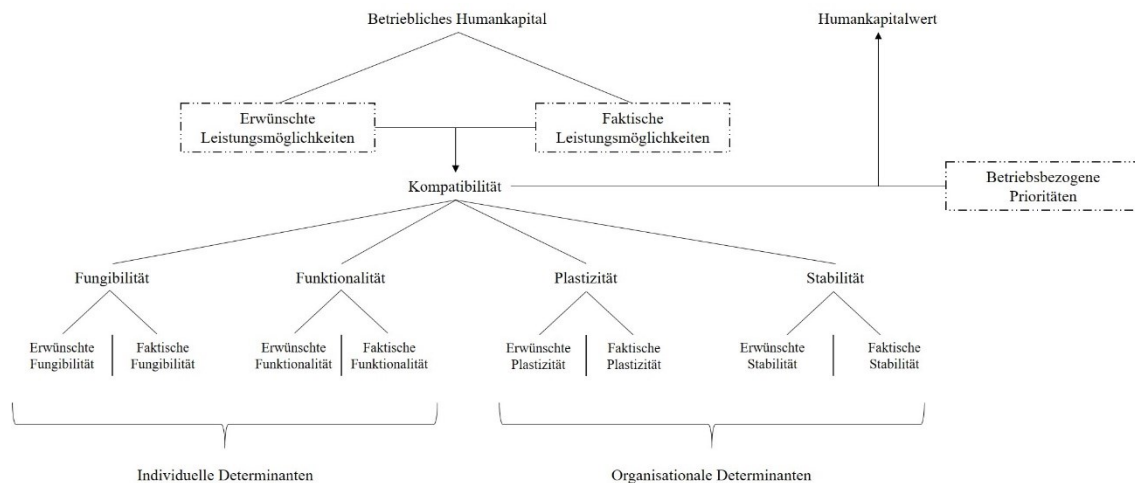 Betriebliches Humankapital
Humankapitalwert
Erwünschte
Leistungsmöglichkeiten
Faktische
Leistungsmöglichkeiten
Kompatibilität
Betriebsbezogene
Prioritäten
Fungibilität
Funktionalität
Plastizität
Stabilität
Erwünschte
Fungibilität
Faktische
Fungibilität
Erwünschte
Funktionalität
Faktische
Funktionalität
Erwünschte
Plastizität
Faktische
Plastizität
Erwünschte
Stabilität
Faktische
Stabilität
Individuelle Determinanten
Organisationale Determinanten